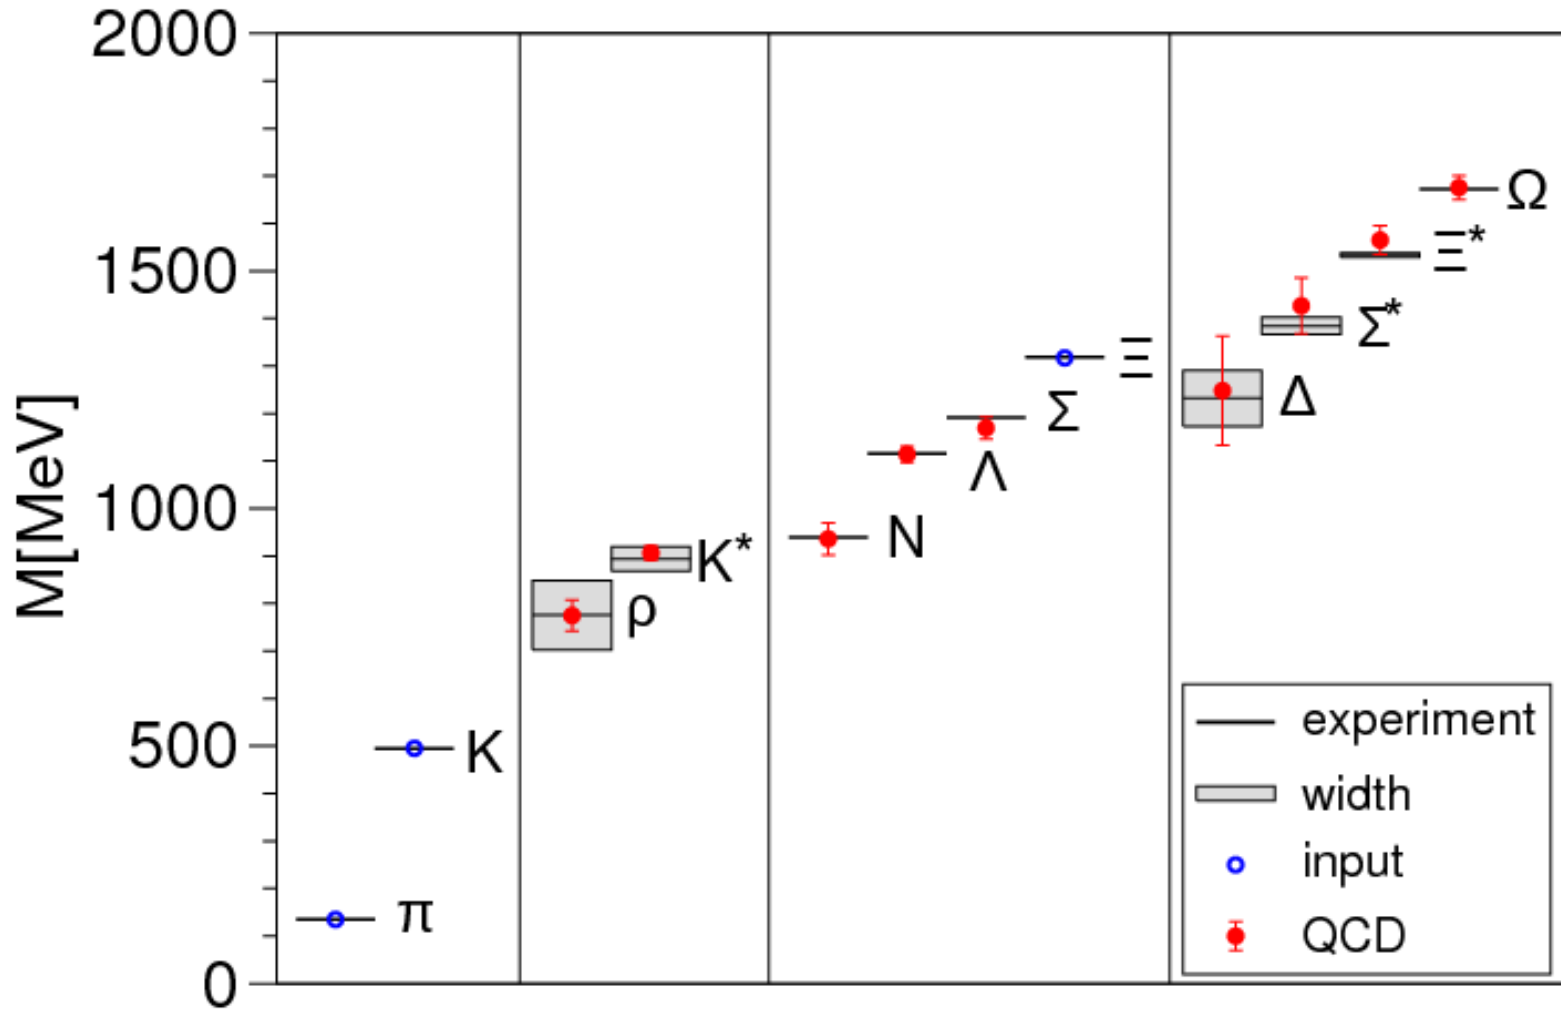 M[MeV]
2000
1500
1000
500
0
π
K
ρ
K*
N
Λ
Σ
Ξ
Δ
Σ*
Ξ*
Ω
experiment
width
input
QCD